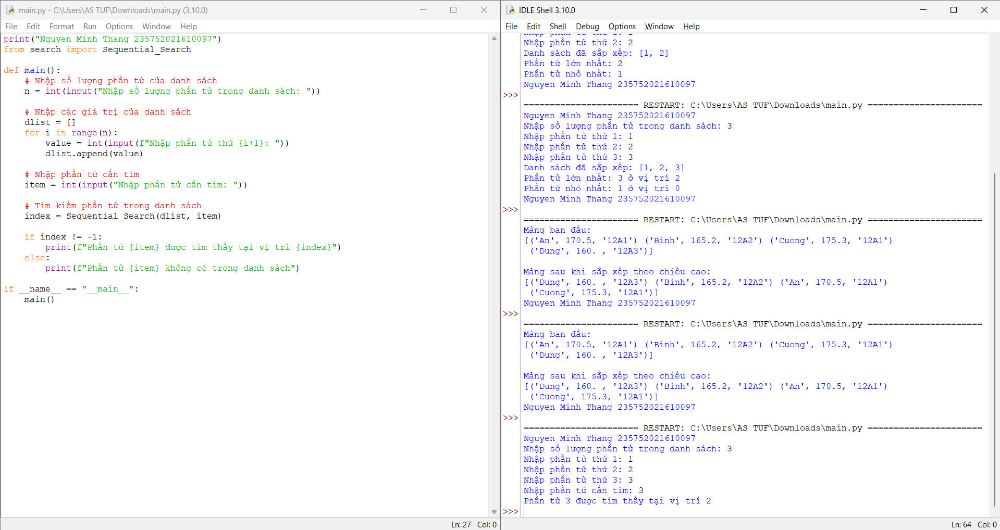 main.py - C:\Users\AS TUF\Downloads\main.py (3.10.0)
File Edit Format Run Options Window Help
print("Nguyen Minh Thang 235752021610097")
from search import Sequential_Search
def main():
    # Nhập số lượng phần tử của danh sách
    n = int(input("Nhập số lượng phần tử trong danh sách: "))
    # Nhập các giá trị của danh sách
    dlist = []
    for i in range(n):
        value = int(input(f"Nhập phần tử thứ {i+1}: "))
        dlist.append(value)
    # Nhập phần tử cần tìm
    item = int(input("Nhập phần tử cần tìm: "))
    # Tìm kiếm phần tử trong danh sách
    index = Sequential_Search(dlist, item)
    if index != -1:
        print(f"Phần tử {item} được tìm thấy tại vị trí {index}")
    else:
        print(f"Phần tử {item} không có trong danh sách")
if __name__ == "__main__":
    main()
Ln: 27 Col: 0
IDLE Shell 3.10.0
File Edit Shell Debug Options Window Help
Nhập phần tử thứ 1: 1
Nhập phần tử thứ 2: 2
Danh sách đã sắp xếp: [1, 2]
Phần tử lớn nhất: 2
Phần tử nhỏ nhất: 1
Nguyen Minh Thang 235752021610097
>>>
====================== RESTART: C:\Users\AS TUF\Downloads\main.py ======================
Nguyen Minh Thang 235752021610097
Nhập số lượng phần tử trong danh sách: 3
Nhập phần tử thứ 1: 1
Nhập phần tử thứ 2: 2
Nhập phần tử thứ 3: 3
Danh sách đã sắp xếp: [1, 2, 3]
Phần tử lớn nhất: 3 ở vị trí 2
Phần tử nhỏ nhất: 1 ở vị trí 0
Nguyen Minh Thang 235752021610097
>>>
====================== RESTART: C:\Users\AS TUF\Downloads\main.py ======================
Mảng ban đầu:
[('An', 170.5, '12A1') ('Binh', 165.2, '12A2') ('Cuong', 175.3, '12A1')
 ('Dung', 160. , '12A3')]
Mảng sau khi sắp xếp theo chiều cao:
[('Dung', 160. , '12A3') ('Binh', 165.2, '12A2') ('An', 170.5, '12A1')
 ('Cuong', 175.3, '12A1')]
Nguyen Minh Thang 235752021610097
>>>
====================== RESTART: C:\Users\AS TUF\Downloads\main.py ======================
Mảng ban đầu:
[('An', 170.5, '12A1') ('Binh', 165.2, '12A2') ('Cuong', 175.3, '12A1')
 ('Dung', 160. , '12A3')]
Mảng sau khi sắp xếp theo chiều cao:
[('Dung', 160. , '12A3') ('Binh', 165.2, '12A2') ('An', 170.5, '12A1')
 ('Cuong', 175.3, '12A1')]
Nguyen Minh Thang 235752021610097
>>>
====================== RESTART: C:\Users\AS TUF\Downloads\main.py ======================
Nguyen Minh Thang 235752021610097
Nhập số lượng phần tử trong danh sách: 3
Nhập phần tử thứ 1: 1
Nhập phần tử thứ 2: 2
Nhập phần tử thứ 3: 3
Nhập phần tử cần tìm: 3
Phần tử 3 được tìm thấy tại vị trí 2
>>>
Ln: 64 Col: 0